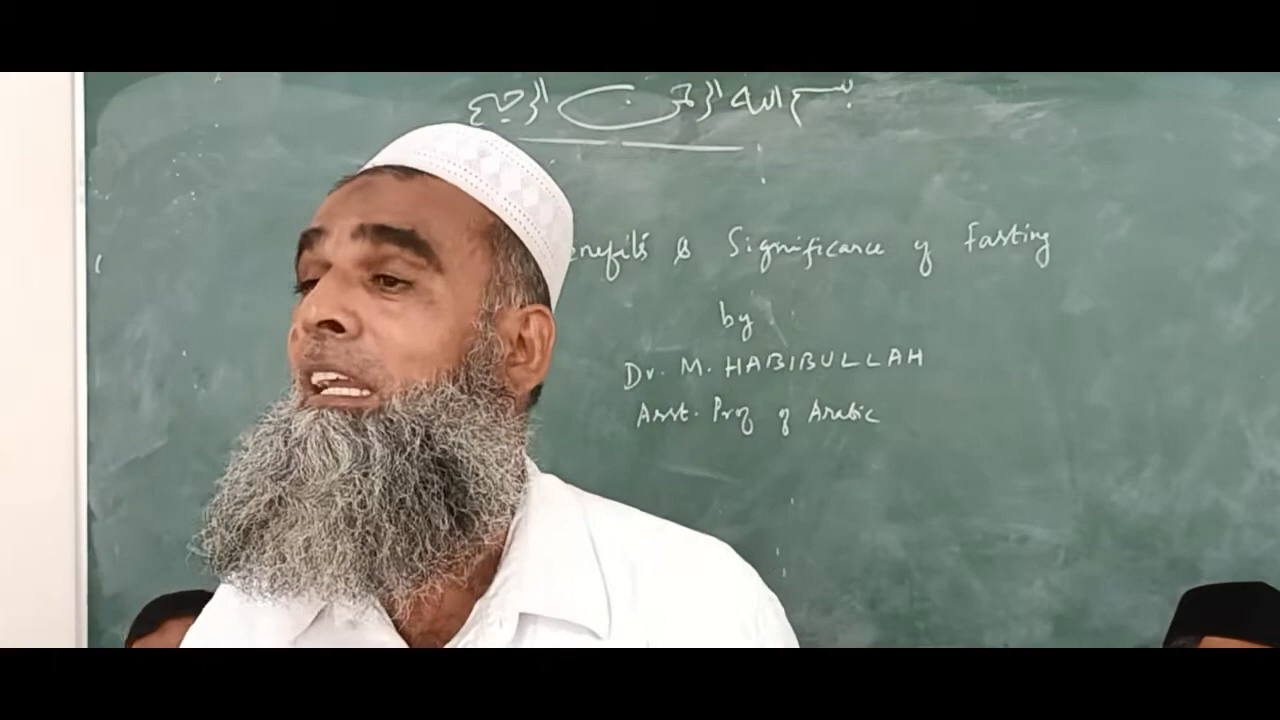 بسم الله الرحمن الرحيم
enefits & Significance of Fasting
by
Dr. M. HABIBULLAH
Asst. Prof of Arabic